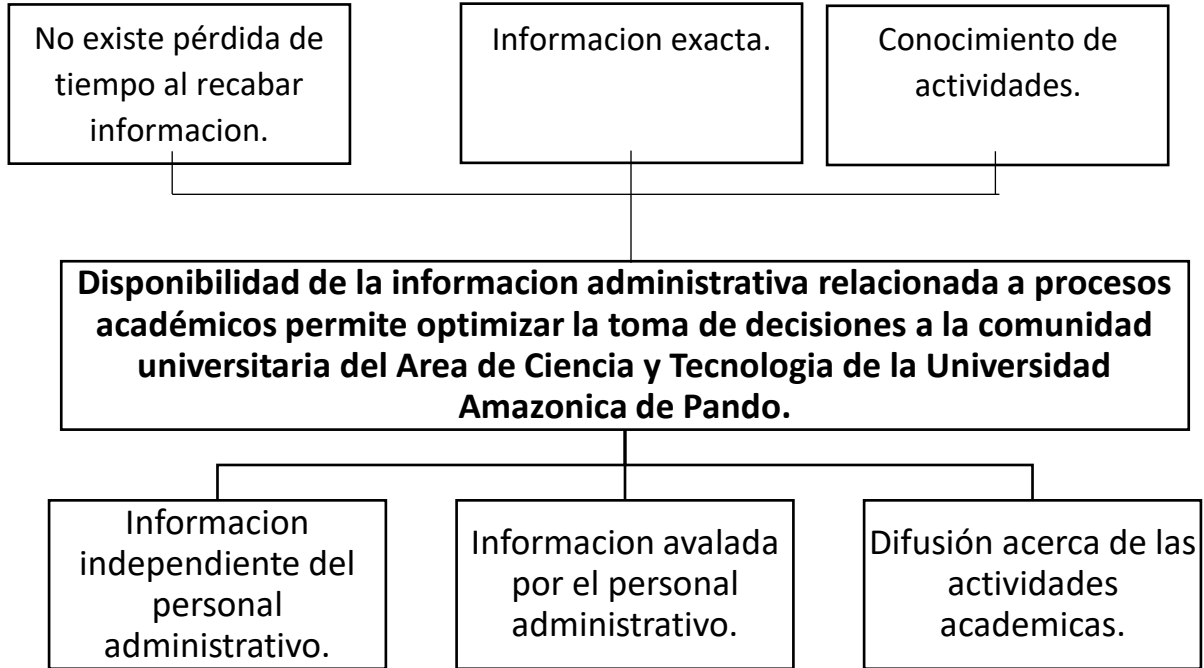 No existe pérdida de
tiempo al recabar
informacion.
Informacion exacta.
Conocimiento de
actividades.
Disponibilidad de la informacion administrativa relacionada a procesos
académicos permite optimizar la toma de decisiones a la comunidad
universitaria del Area de Ciencia y Tecnologia de la Universidad
Amazonica de Pando.
Informacion
independiente del
personal
administrativo.
Informacion avalada
por el personal
administrativo.
Difusión acerca de las
actividades
academicas.